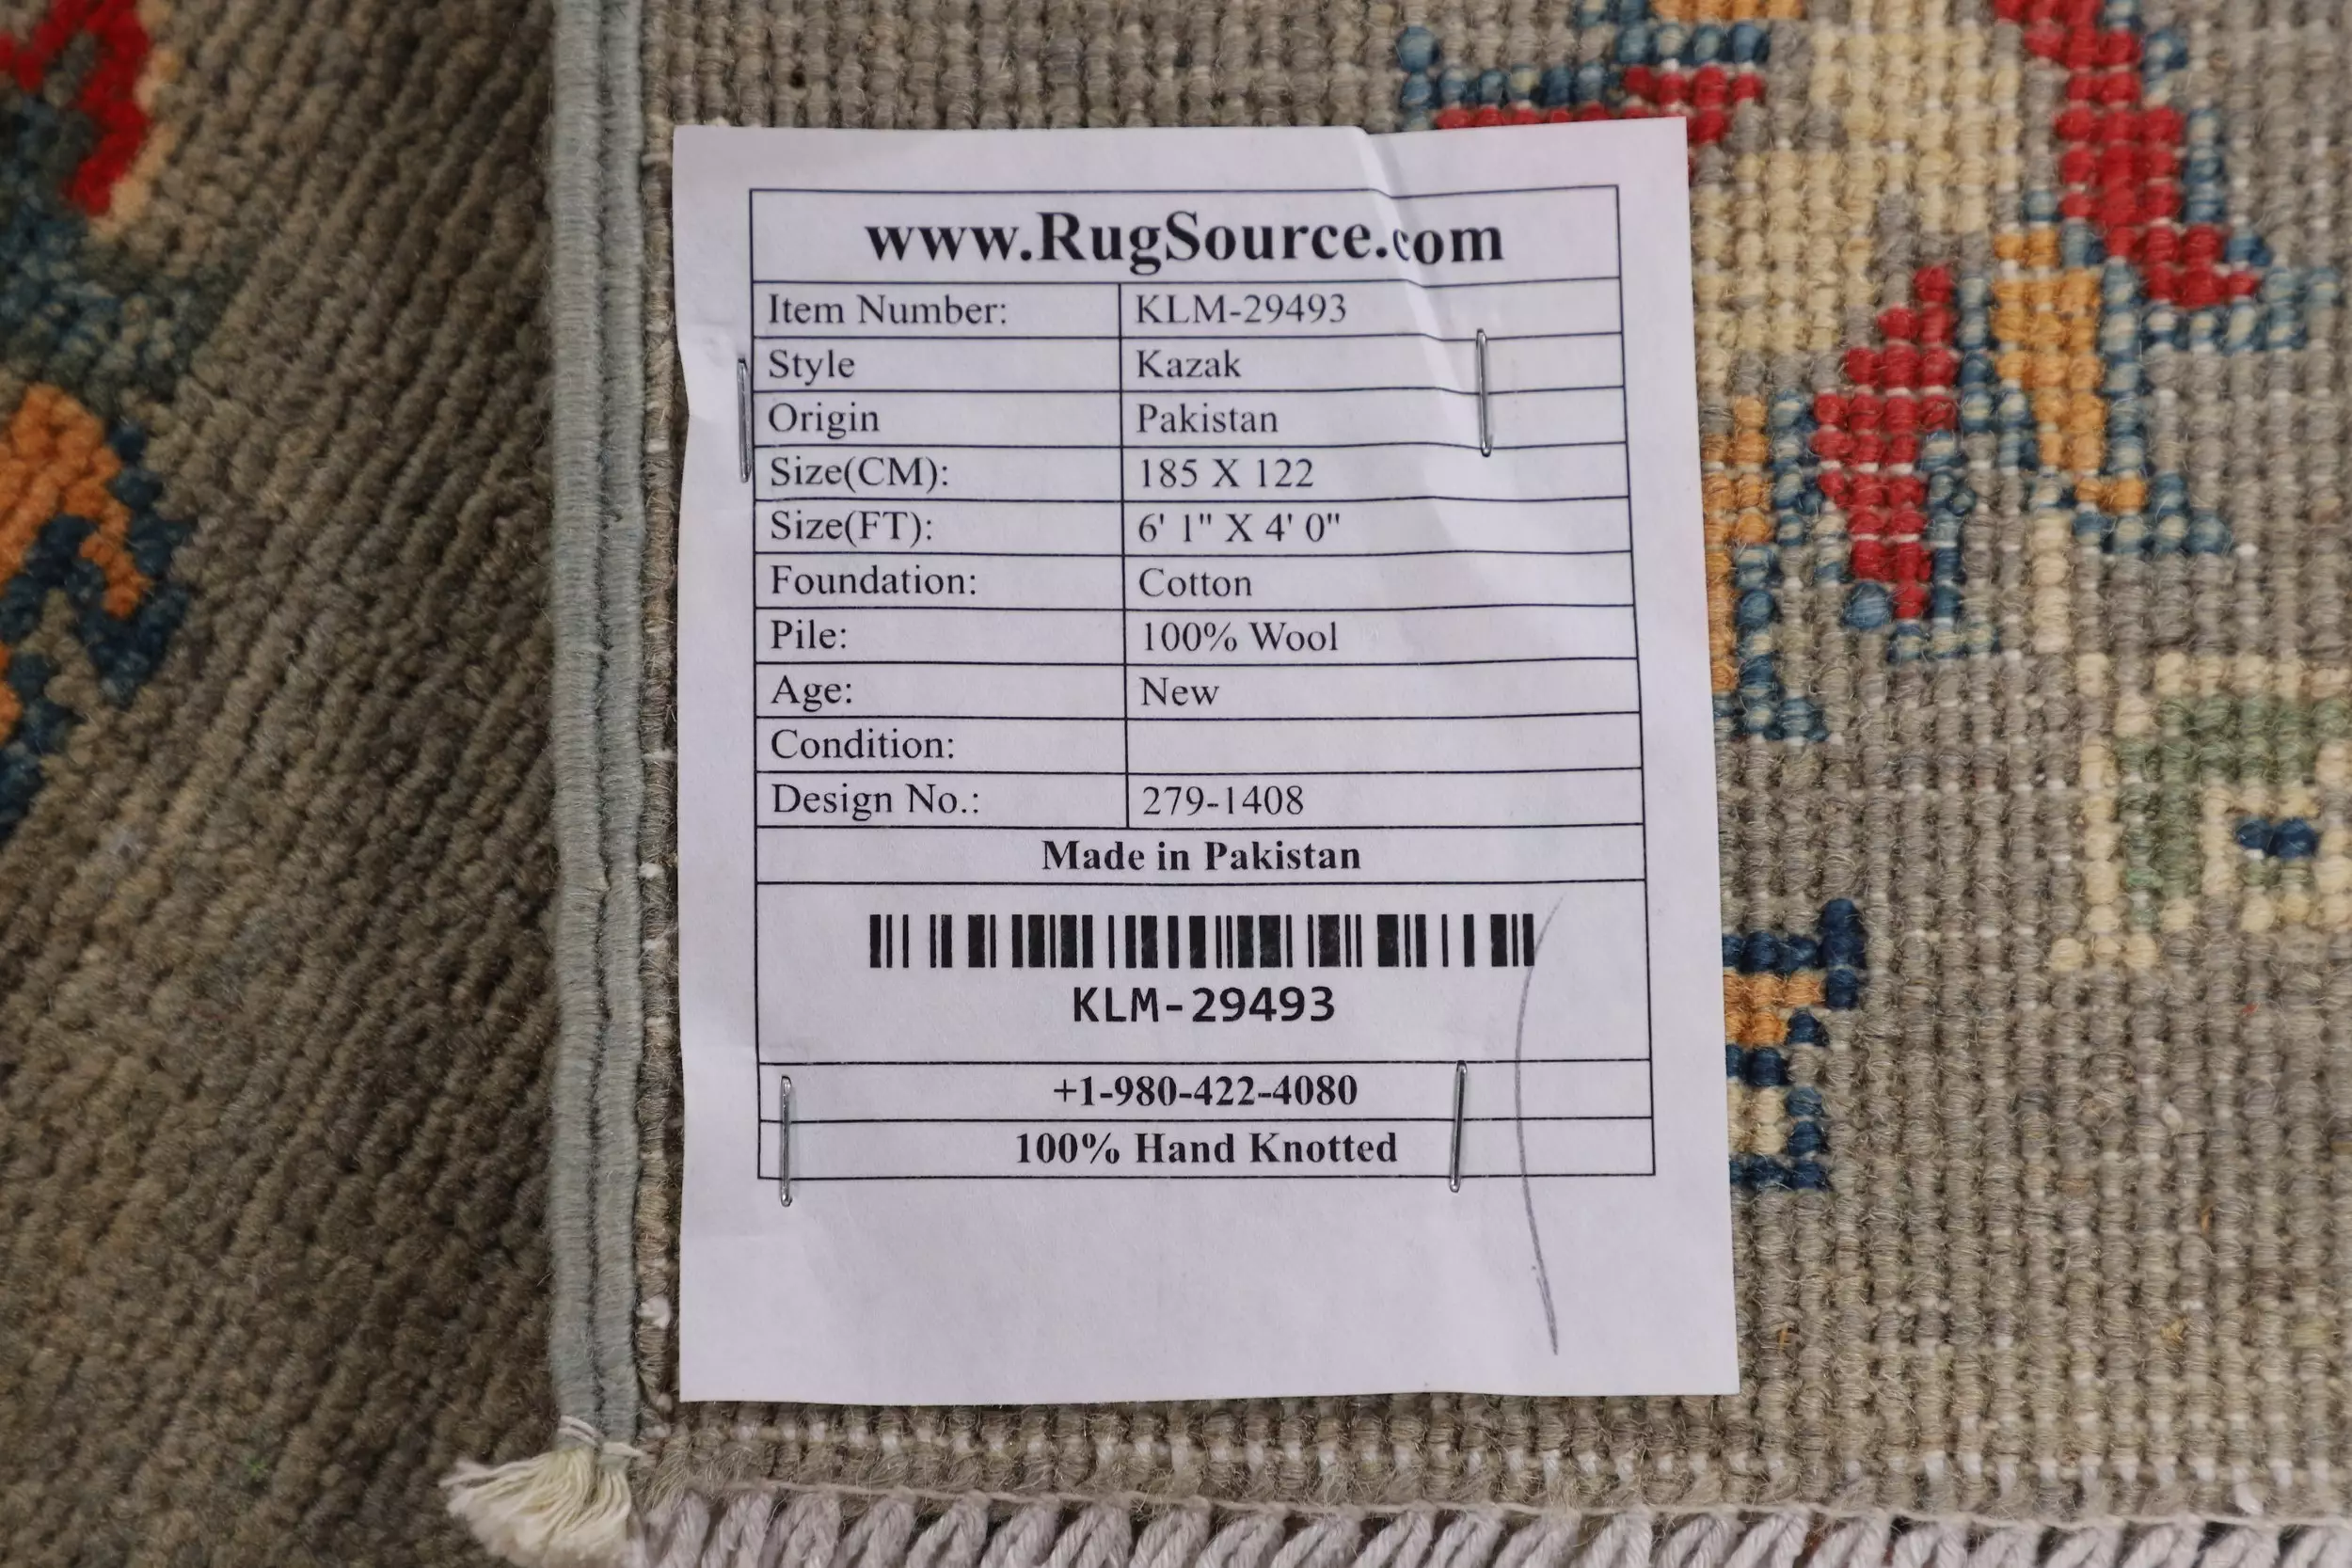 www.RugSource.com
Item Number: KLM-29493
Style Kazak
Origin Pakistan
Size(CM): 185 X 122
Size(FT): 6' 1" X 4' 0"
Foundation: Cotton
Pile: 100% Wool
Age: New
Condition:
Design No.: 279-1408
Made in Pakistan
KLM-29493
+1-980-422-4080
100% Hand Knotted